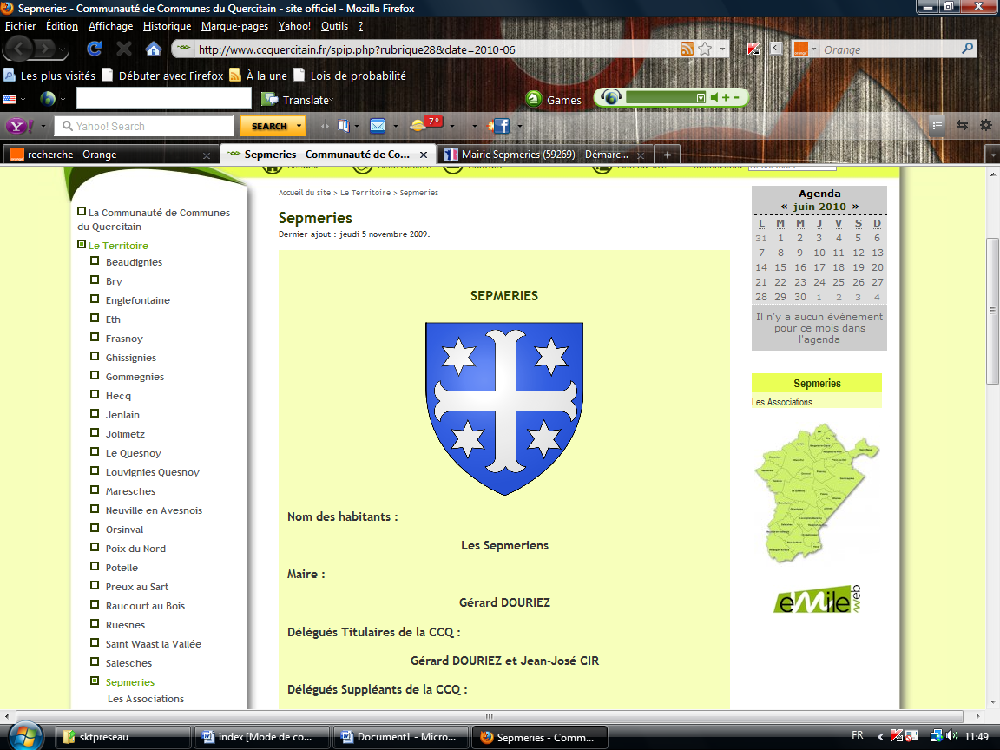 Sepmeries - Communauté de Communes du Quercitain - site officiel - Mozilla Firefox
Fichier Édition Affichage Historique Marque-pages Yahoo! Outils ?
http://www.ccquercitain.fr/spip.php?rubrique28&date=2010-06
K
Orange
Les plus visités Débuter avec Firefox À la une Lois de probabilité
Translate Games
Y! Yahoo! Search SEARCH 7°
recherche - Orange Sepmeries - Communauté de Co... Mairie Sepmeries (59269) - Démarc...
Accueil Accessibilité Contact Plan du site Rechercher
La Communauté de Communes
du Quercitain
Le Territoire
Beaudignies
Bry
Englefontaine
Eth
Frasnoy
Ghissignies
Gommegnies
Hecq
Jenlain
Jolimetz
Le Quesnoy
Louvignies Quesnoy
Maresches
Neuville en Avesnois
Orsinval
Poix du Nord
Potelle
Preux au Sart
Raucourt au Bois
Ruesnes
Saint Waast la Vallée
Salesches
Sepmeries
Les Associations
Accueil du site > Le Territoire > Sepmeries
Sepmeries
Dernier ajout : jeudi 5 novembre 2009.
SEPMERIES
Nom des habitants :
Les Sepmeriens
Maire :
Gérard DOURIEZ
Délégués Titulaires de la CCQ :
Gérard DOURIEZ et Jean-José CIR
Délégués Suppléants de la CCQ :
Agenda
« juin 2010 »
L M M J V S D
31 1 2 3 4 5 6
7 8 9 10 11 12 13
14 15 16 17 18 19 20
21 22 23 24 25 26 27
28 29 30 1 2 3 4
Il n'y a aucun évènement
pour ce mois dans
l'agenda
Sepmeries
Les Associations
eMile web
sktpreseau index [Mode de co... Document1 - Micro... Sepmeries - Comm... FR 11:49